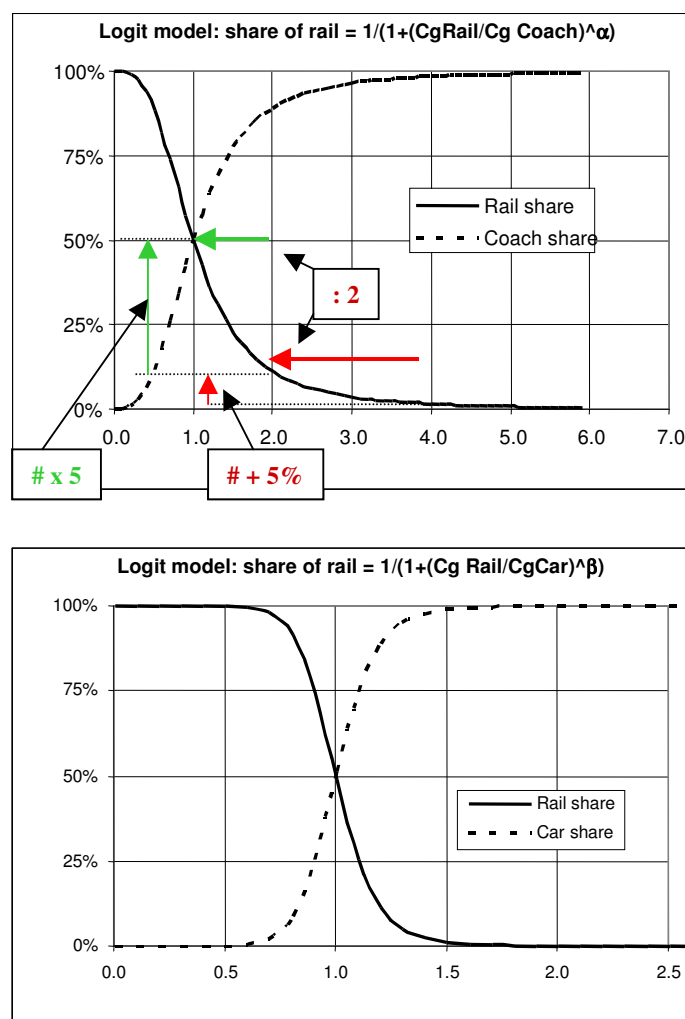 Logit model: share of rail = 1/(1+(CgRail/Cg Coach)^α)
100%
75%
50%
25%
0%
Rail share
Coach share
: 2
0.0 1.0 2.0 3.0 4.0 5.0 6.0 7.0
# x 5
# + 5%
Logit model: share of rail = 1/(1+(Cg Rail/CgCar)^β)
100%
75%
50%
25%
0%
Rail share
Car share
0.0 0.5 1.0 1.5 2.0 2.5